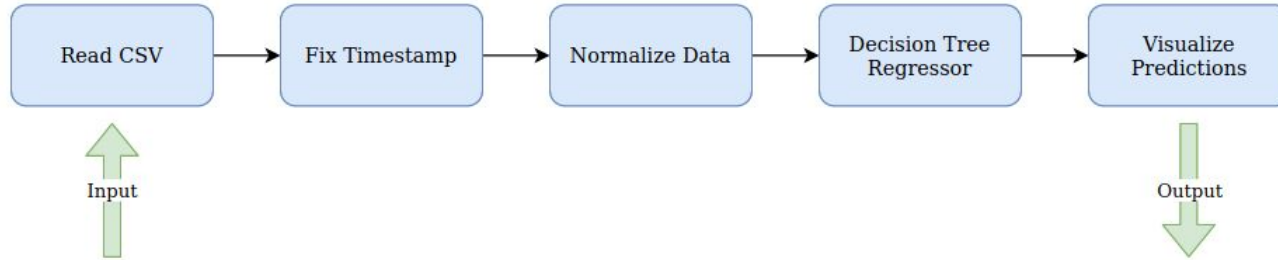 Read CSV
Fix Timestamp
Normalize Data
Decision Tree
Regressor
Visualize
Predictions
Input
Output